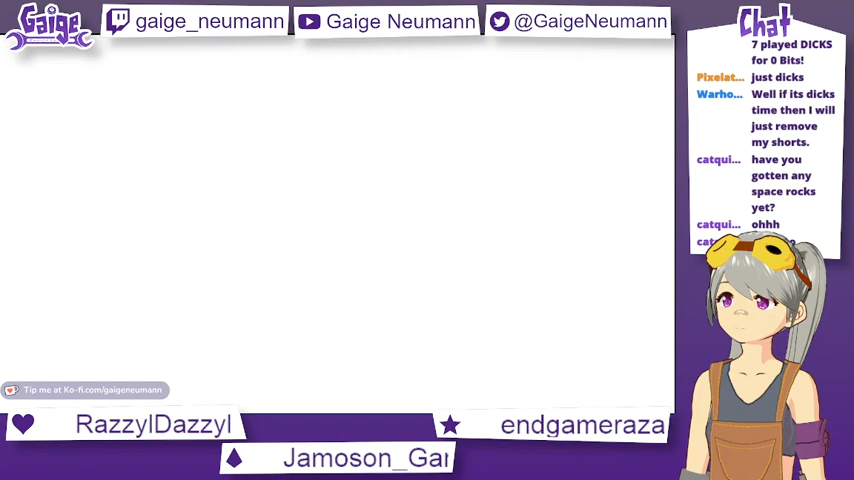 Gaige
gaige_neumann
Gaige Neumann
@GaigeNeumann
Chat
7 played DICKS
for 0 Bits!
Pixelat... just dicks
Warho... Well if its dicks
time then I will
just remove
my shorts.
catqui... have you
gotten any
space rocks
yet?
catqui... ohhh
cat
Tip me at Ko-fi.com/gaigeneumann
RazzylDazzyl
endgameraza
Jamoson_Gar